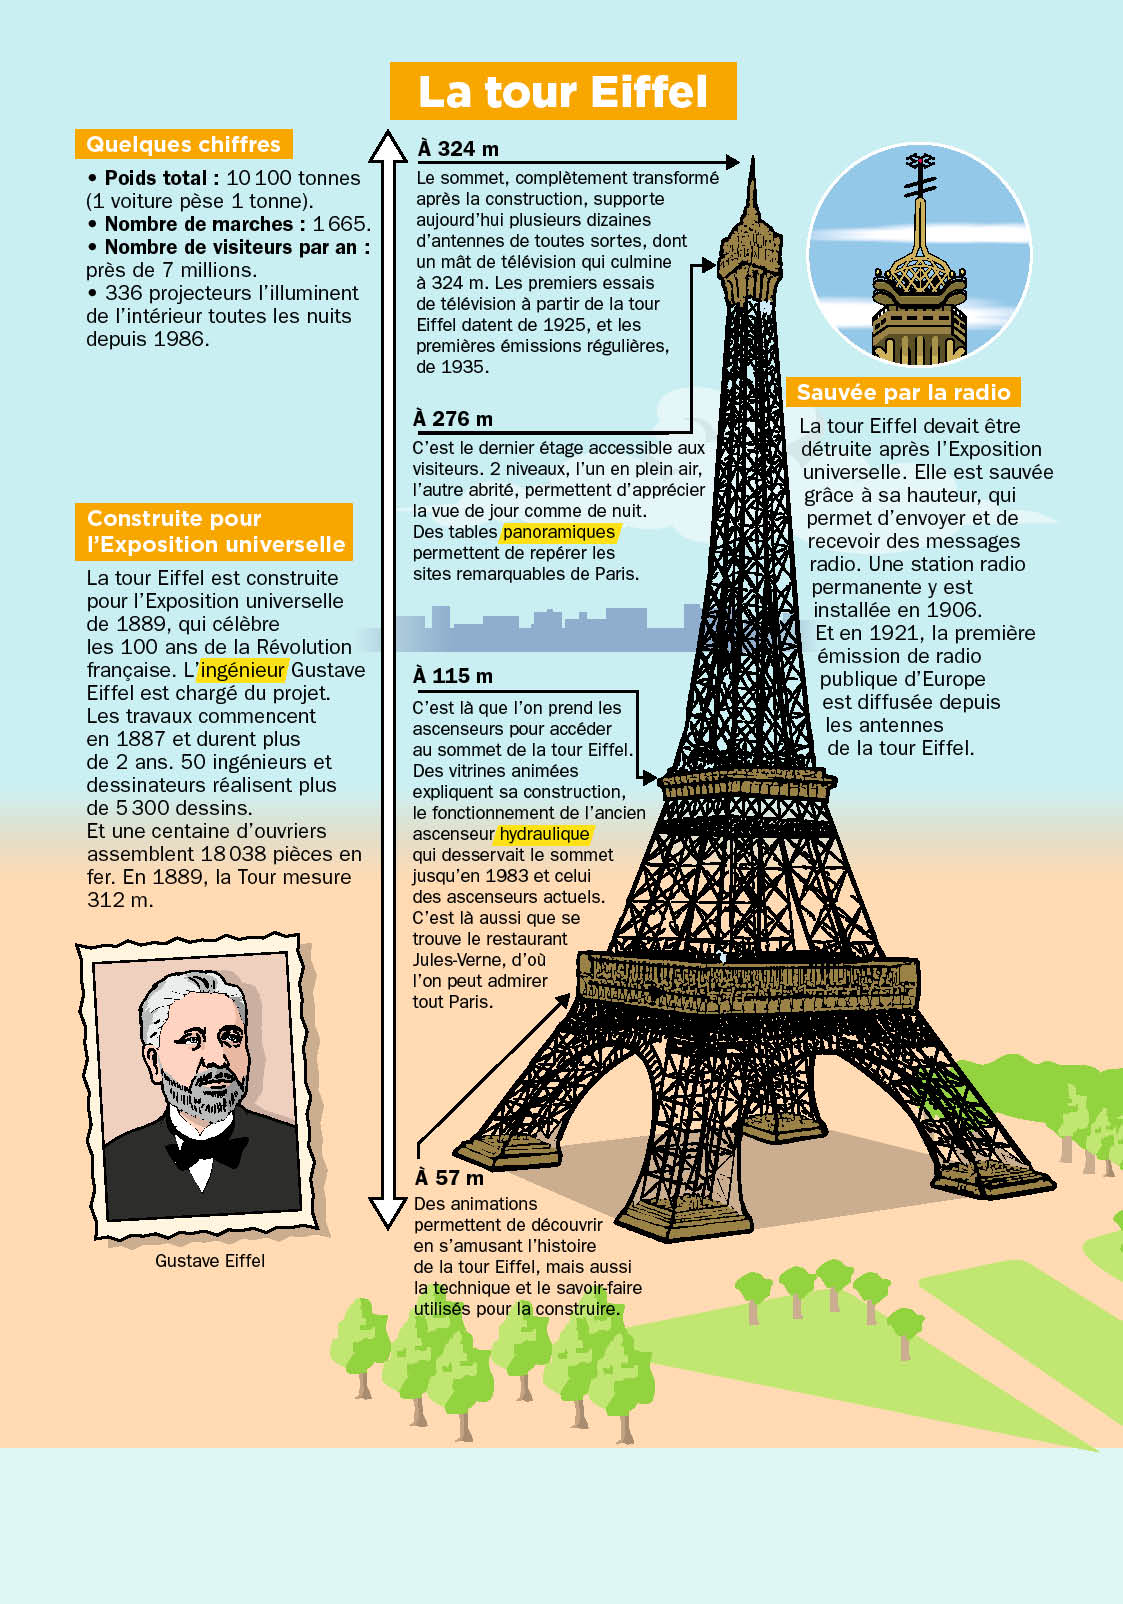 La tour Eiffel
Quelques chiffres
• Poids total : 10 100 tonnes
(1 voiture pèse 1 tonne).
• Nombre de marches : 1 665.
• Nombre de visiteurs par an :
près de 7 millions.
• 336 projecteurs l’illuminent
de l’intérieur toutes les nuits
depuis 1986.
Construite pour
l’Exposition universelle
La tour Eiffel est construite
pour l’Exposition universelle
de 1889, qui célèbre
les 100 ans de la Révolution
française. L’ingénieur Gustave
Eiffel est chargé du projet.
Les travaux commencent
en 1887 et durent plus
de 2 ans. 50 ingénieurs et
dessinateurs réalisent plus
de 5 300 dessins.
Et une centaine d’ouvriers
assemblent 18 038 pièces en
fer. En 1889, la Tour mesure
312 m.
Gustave Eiffel
À 324 m
Le sommet, complètement transformé
après la construction, supporte
aujourd’hui plusieurs dizaines
d’antennes de toutes sortes, dont
un mât de télévision qui culmine
à 324 m. Les premiers essais
de télévision à partir de la tour
Eiffel datent de 1925, et les
premières émissions régulières,
de 1935.
À 276 m
C’est le dernier étage accessible aux
visiteurs. 2 niveaux, l’un en plein air,
l’autre abrité, permettent d’apprécier
la vue de jour comme de nuit.
Des tables panoramiques
permettent de repérer les
sites remarquables de Paris.
À 115 m
C’est là que l’on prend les
ascenseurs pour accéder
au sommet de la tour Eiffel.
Des vitrines animées
expliquent sa construction,
le fonctionnement de l’ancien
ascenseur hydraulique
qui desservait le sommet
jusqu’en 1983 et celui
des ascenseurs actuels.
C’est là aussi que se
trouve le restaurant
Jules-Verne, d’où
l’on peut admirer
tout Paris.
À 57 m
Des animations
permettent de découvrir
en s’amusant l’histoire
de la tour Eiffel, mais aussi
la technique et le savoir-faire
utilisés pour la construire.
Sauvée par la radio
La tour Eiffel devait être
détruite après l’Exposition
universelle. Elle est sauvée
grâce à sa hauteur, qui
permet d’envoyer et de
recevoir des messages
radio. Une station radio
permanente y est
installée en 1906.
Et en 1921, la première
émission de radio
publique d’Europe
est diffusée depuis
les antennes
de la tour Eiffel.